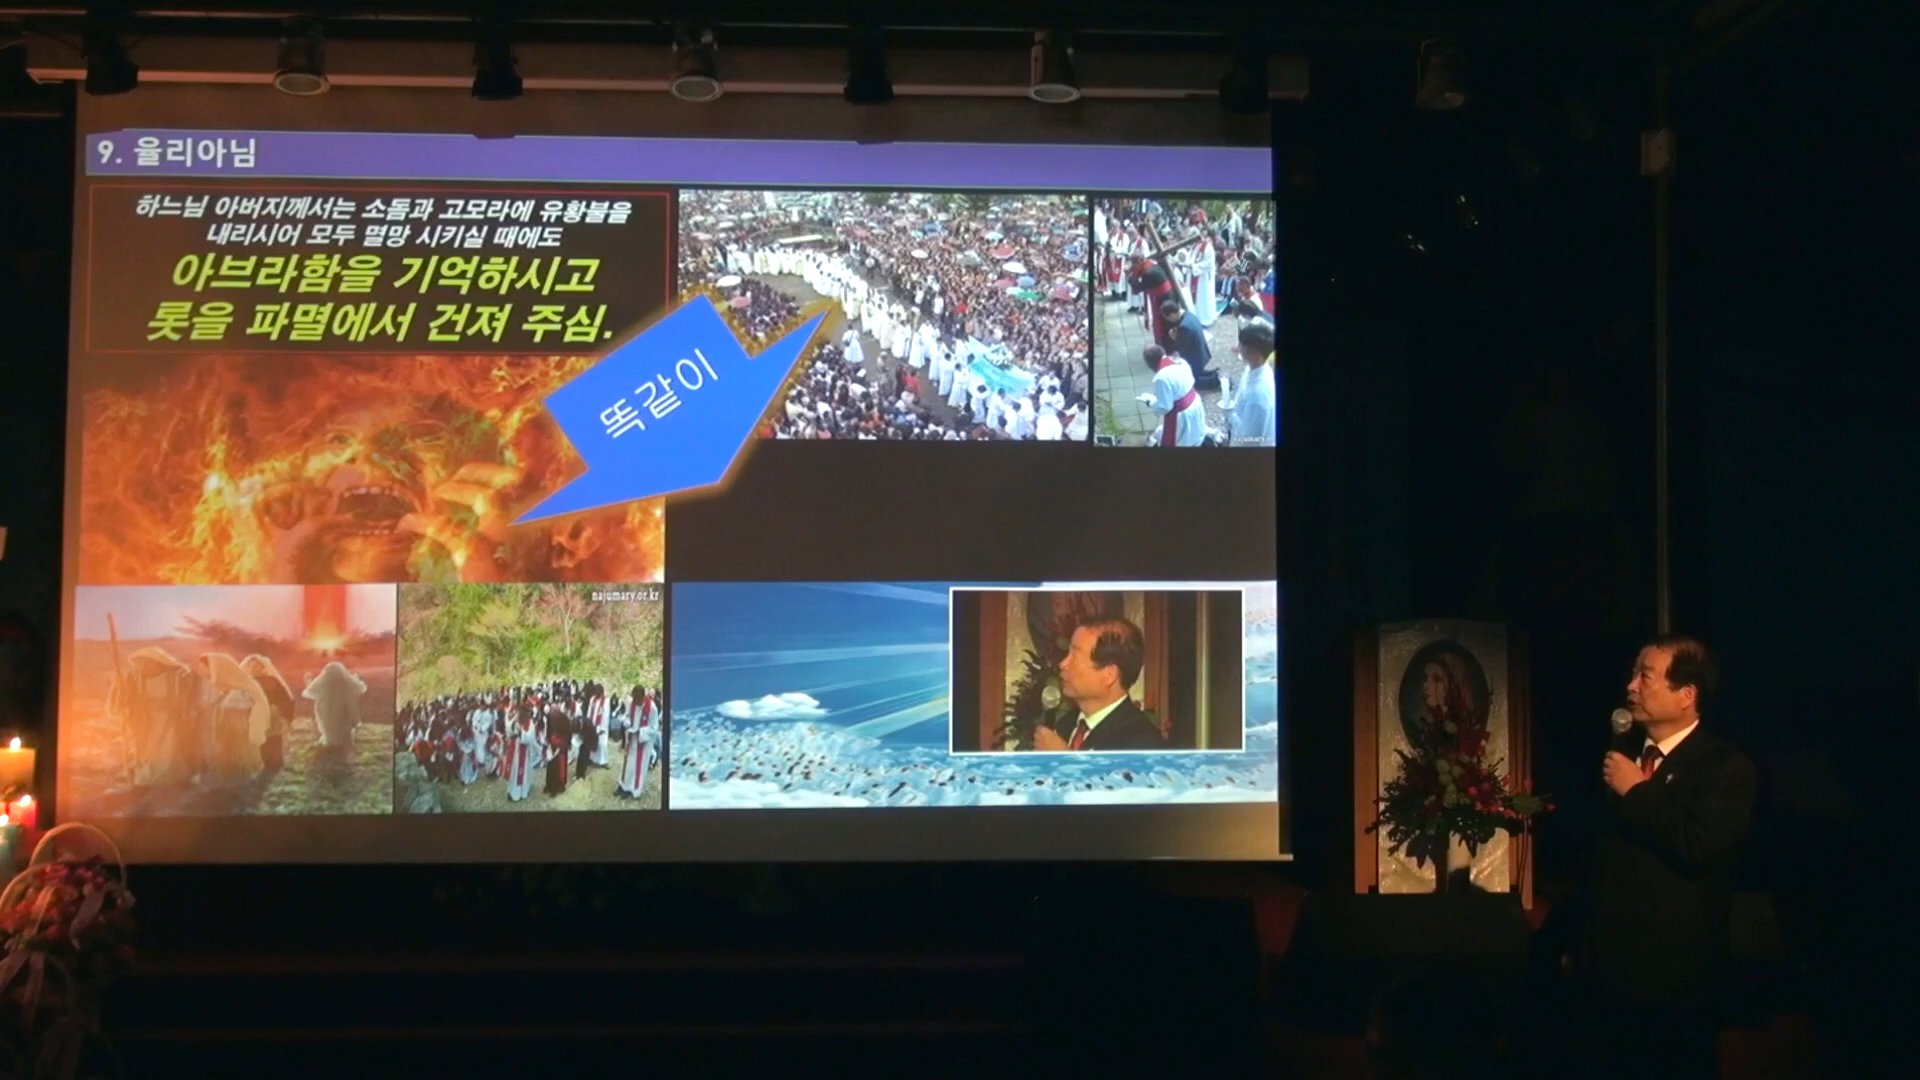 9. 율리아님
하느님 아버지께서는 소돔과 고모라에 유황불을
내리시어 모두 멸망 시키실 때에도
아브라함을 기억하시고
롯을 파멸에서 건져 주심.
똑같이
najumary.or.kr
najumary.or